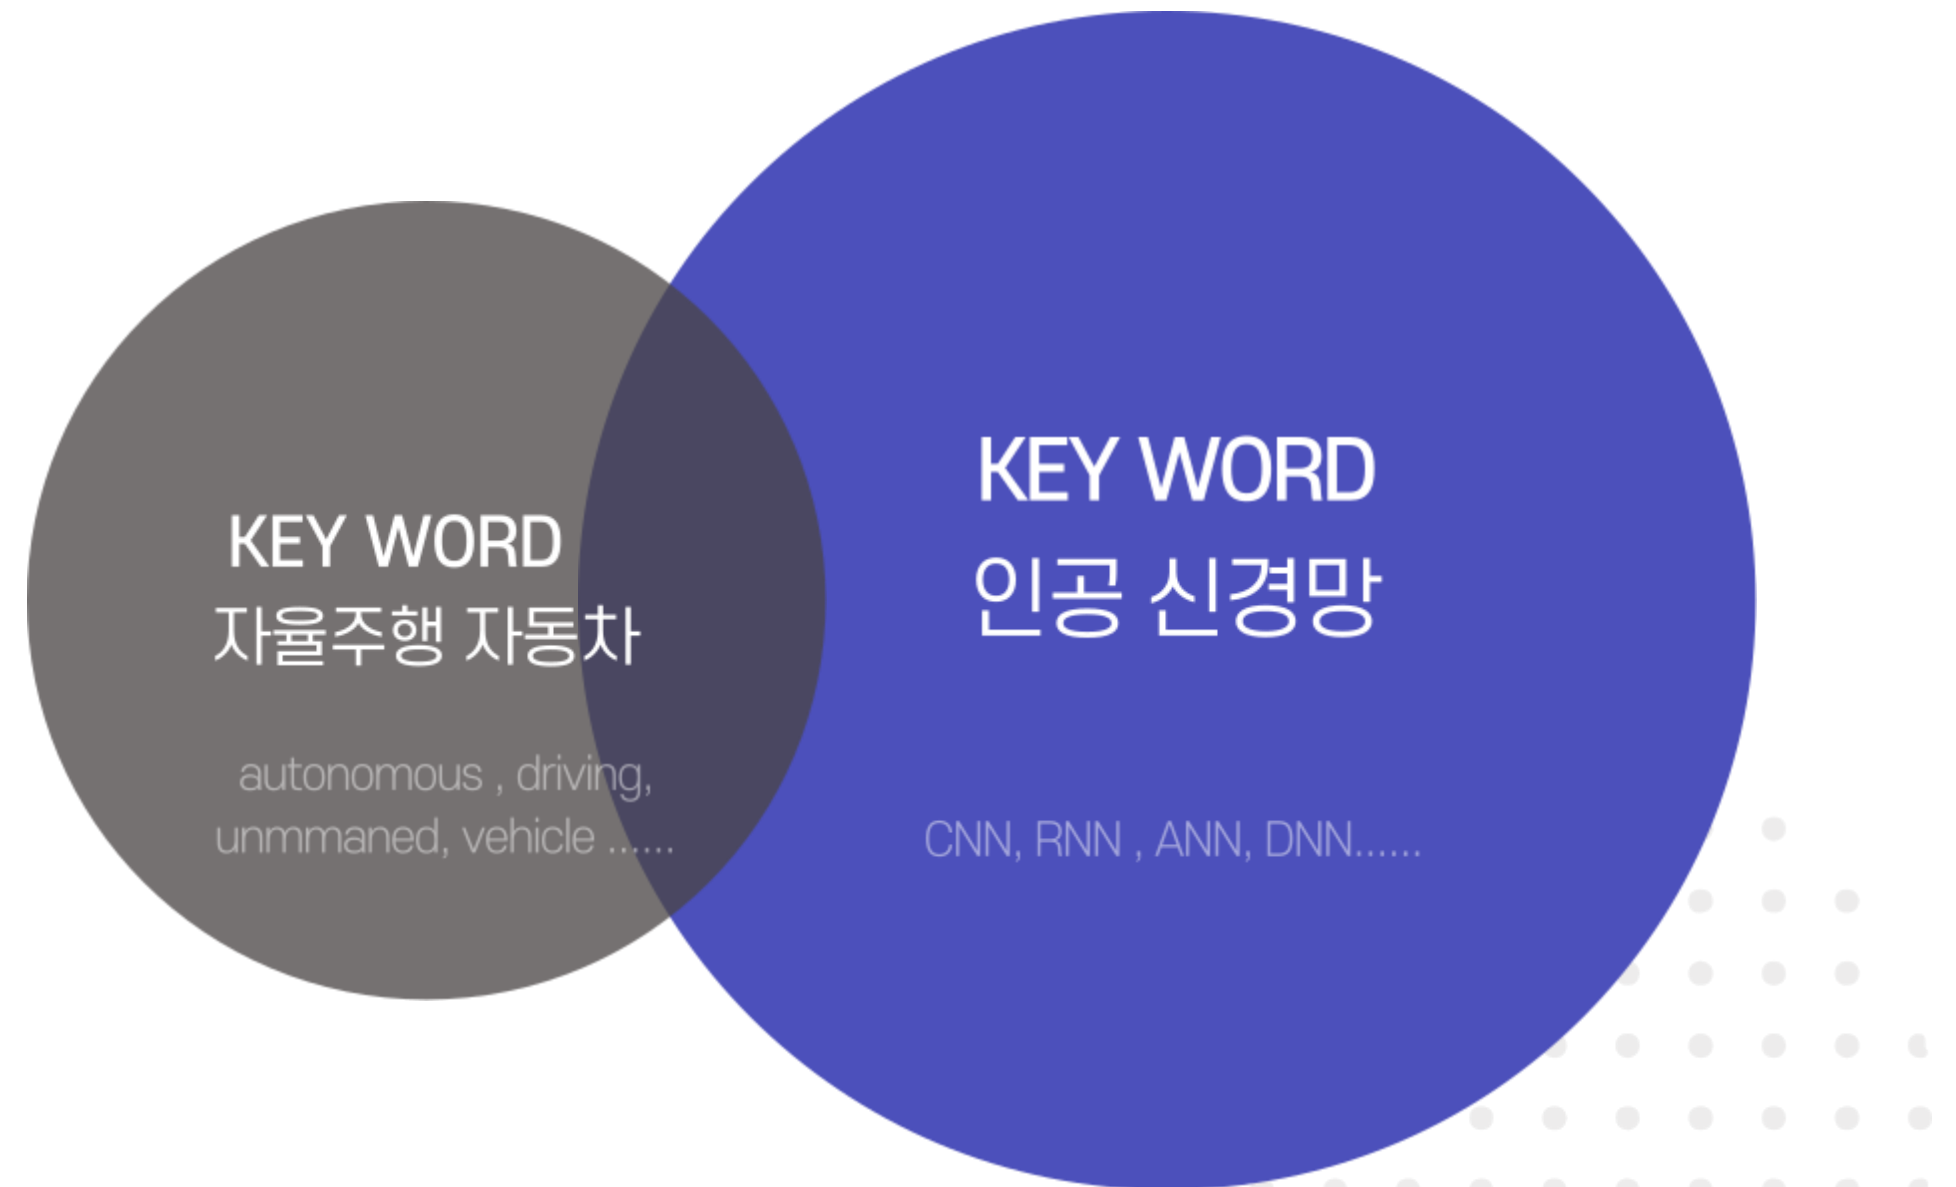 KEY WORD
자율주행 자동차
autonomous , driving,
unmmaned, vehicle ......
KEY WORD
인공 신경망
CNN, RNN , ANN, DNN......